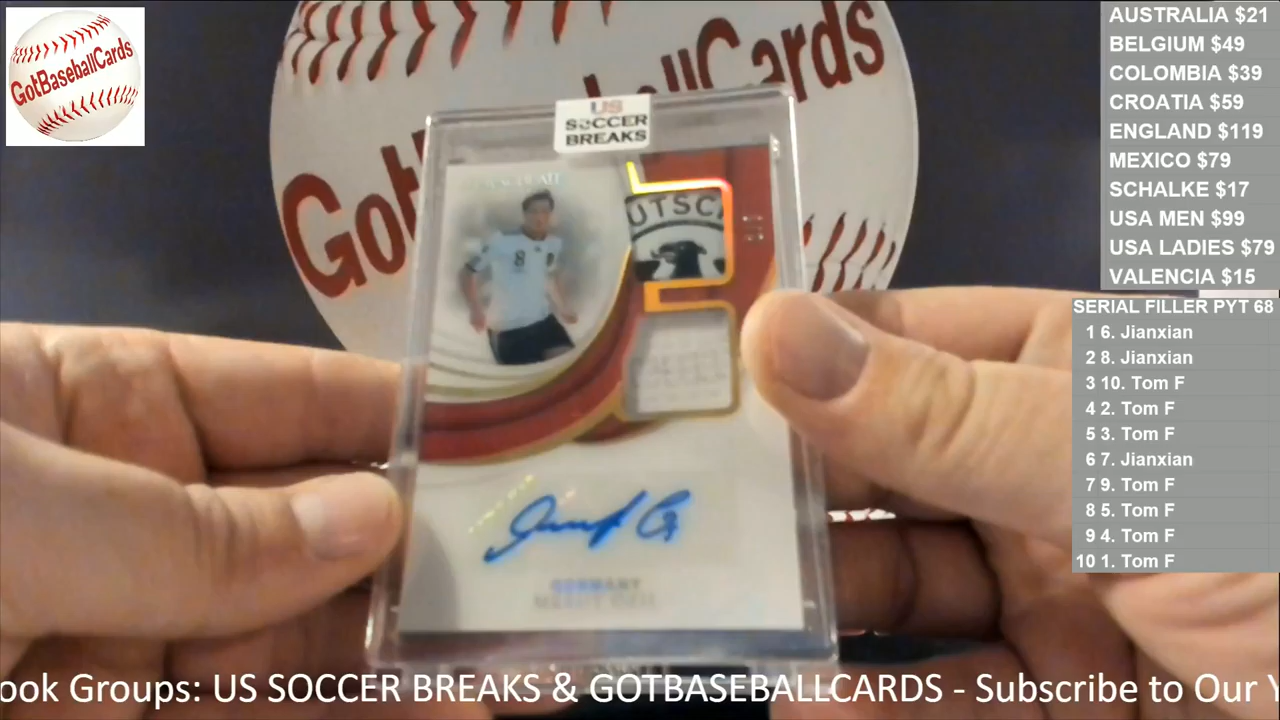 GotBaseballCards
US
SOCCER
BREAKS
UTSC
8
GERMANY
AUSTRALIA $21
BELGIUM $49
COLOMBIA $39
CROATIA $59
ENGLAND $119
MEXICO $79
SCHALKE $17
USA MEN $99
USA LADIES $79
VALENCIA $15
SERIAL FILLER PYT 68
1 6. Jianxian
2 8. Jianxian
3 10. Tom F
4 2. Tom F
5 3. Tom F
6 7. Jianxian
7 9. Tom F
8 5. Tom F
9 4. Tom F
10 1. Tom F
ook Groups: US SOCCER BREAKS & GOTBASEBALLCARDS - Subscribe to Our Y